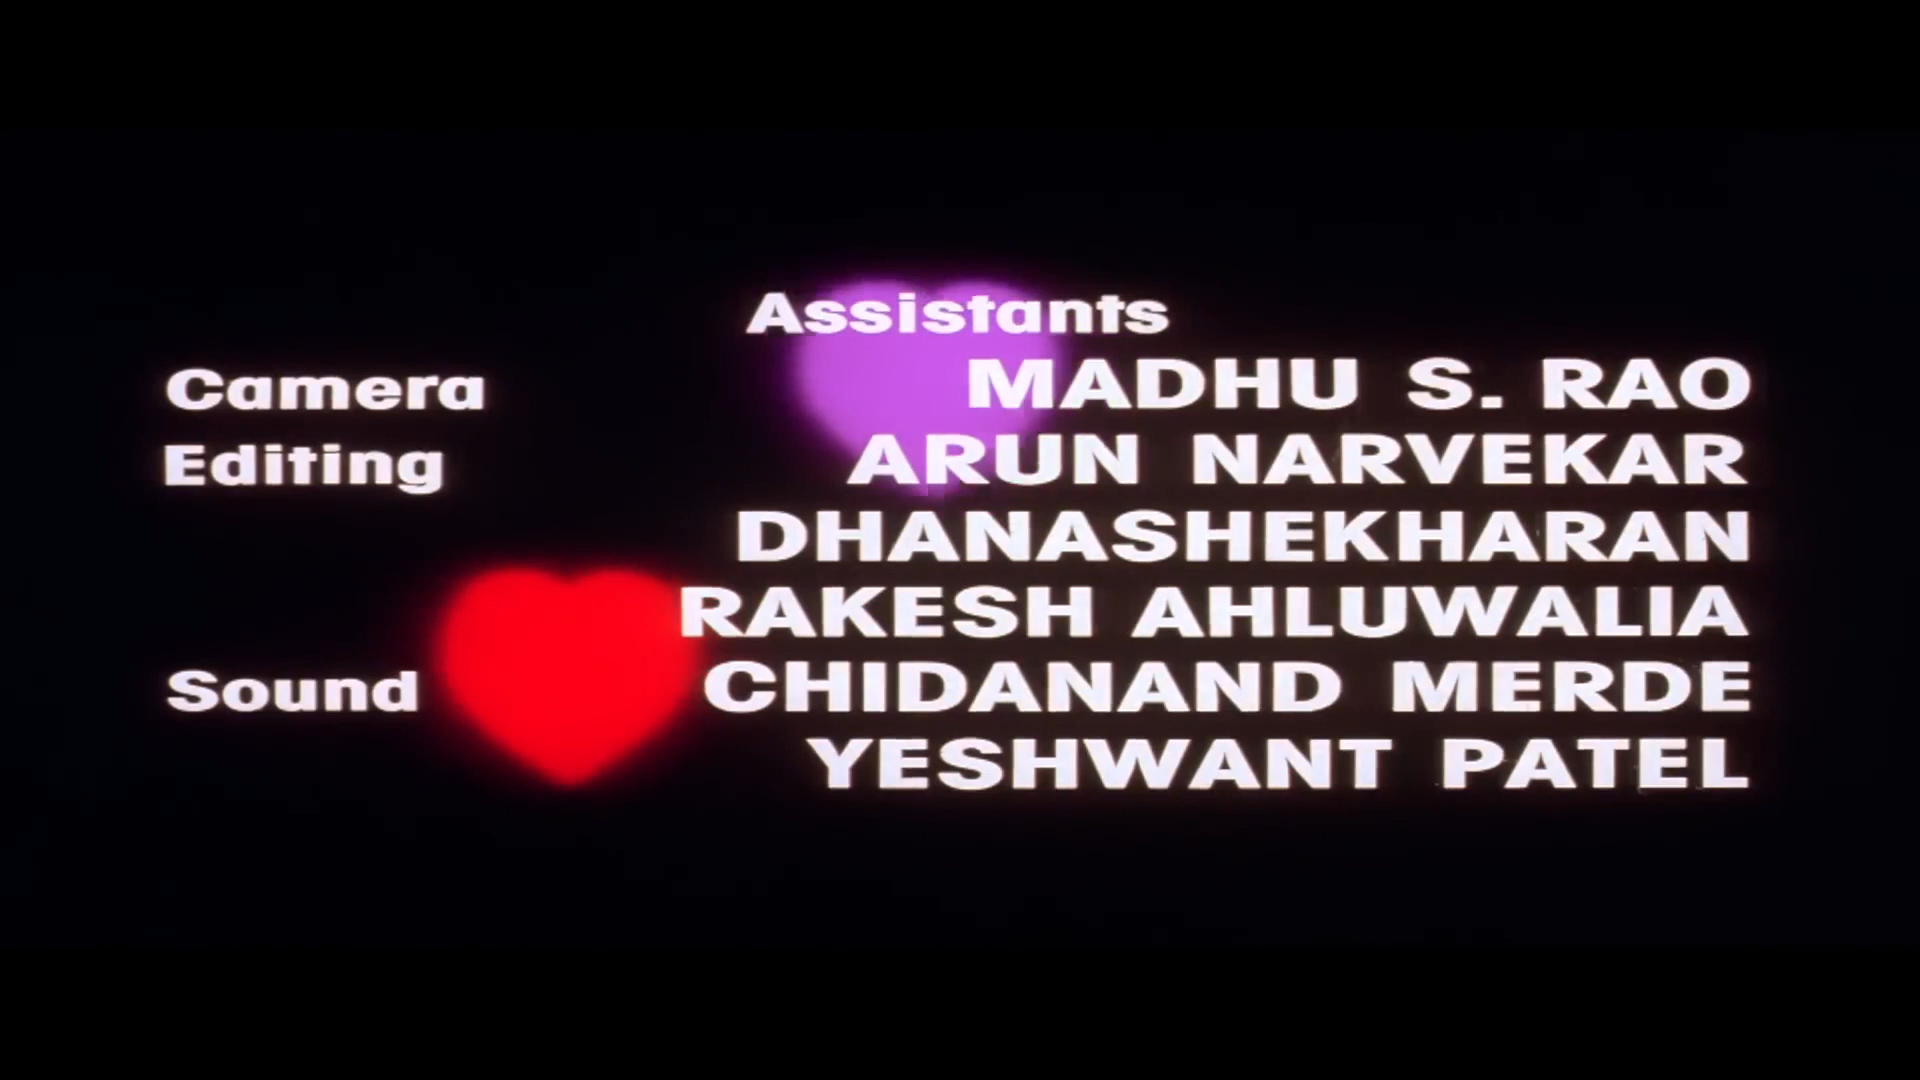 Assistants
Camera MADHU S. RAO
Editing ARUN NARVEKAR
DHANASHEKHARAN
RAKESH AHLUWALIA
Sound CHIDANAND MERDE
YESHWANT PATEL